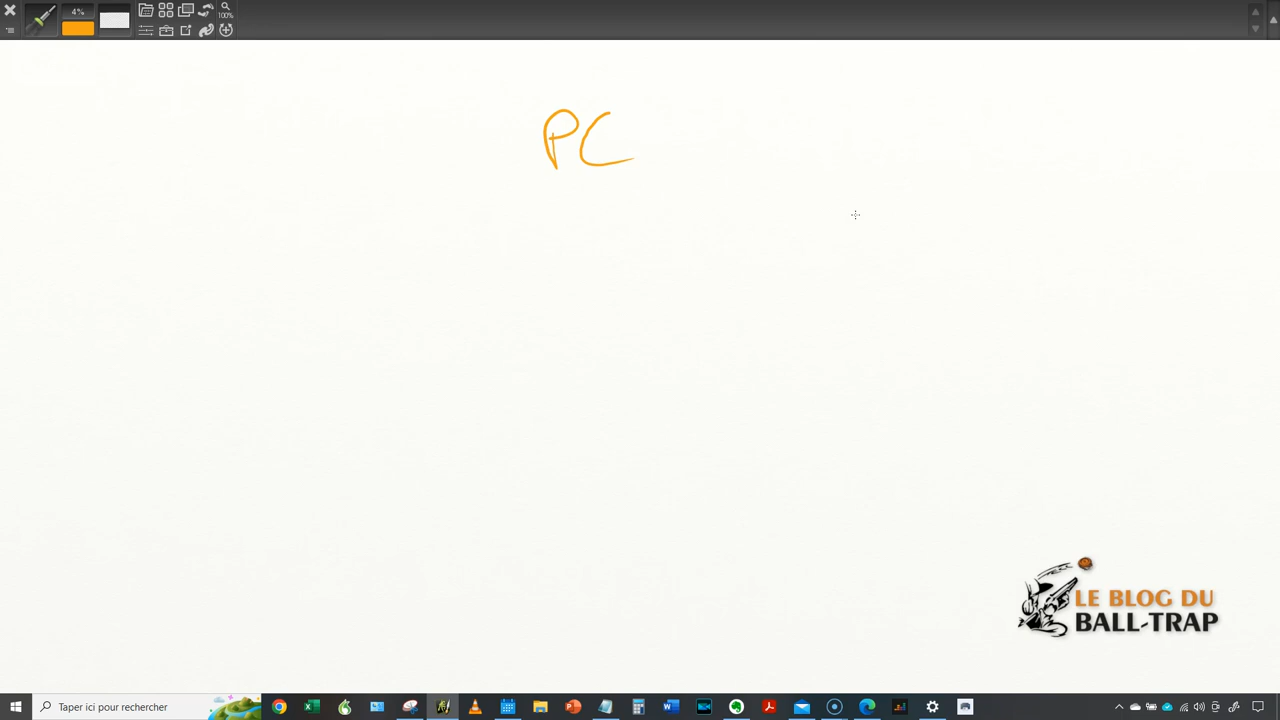 4%
100%
PC
LE BLOG DU
BALL-TRAP
Taper ici pour rechercher